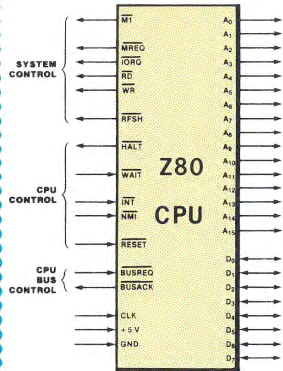 SYSTEM
CONTROL
M1
MREQ
IORQ
RD
WR
RFSH
CPU
CONTROL
HALT
WAIT
INT
NMI
RESET
CPU
BUS
CONTROL
BUSREQ
BUSACK
CLK
+5V
GND
Z80
CPU
A0
A1
A2
A3
A4
A5
A6
A7
A8
A9
A10
A11
A12
A13
A14
A15
D0
D1
D2
D3
D4
D5
D6
D7